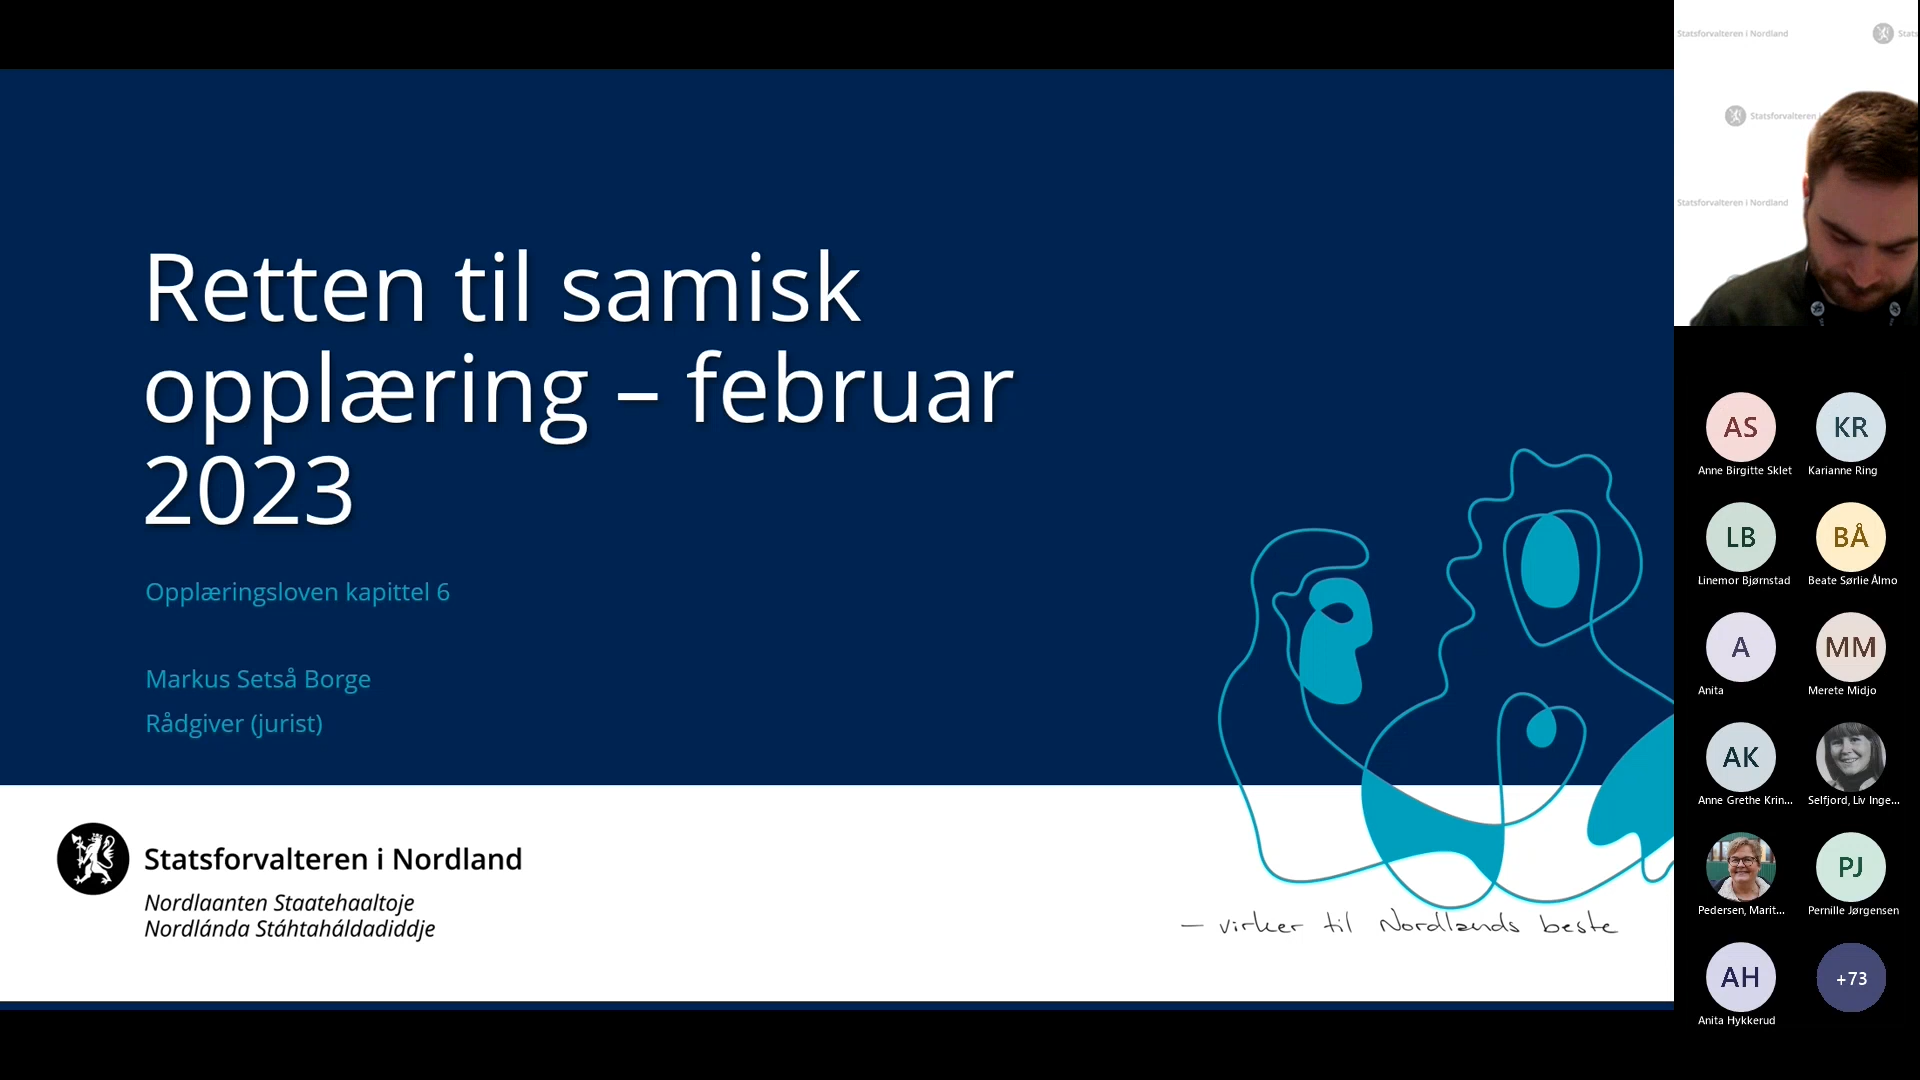 Retten til samisk
opplæring – februar
2023
Opplæringsloven kapittel 6
Markus Setså Borge
Rådgiver (jurist)
Statsforvalteren i Nordland
Nordlaanten Staatehaaltoje
Nordlánda Stáhtaháldadiddje
– virker til Nordlands beste
Statsforvalteren i Nordland
Stats
Statsforvalteren i
Statsforvalteren i Nordland
AS
Anne Birgitte Sklet
KR
Karianne Ring
LB
Linemor Bjørnstad
BÅ
Beate Sørlie Ålmo
A
Anita
MM
Merete Midjo
AK
Anne Grethe Krin...
Selfjord, Liv Inge...
Pedersen, Marit...
PJ
Pernille Jørgensen
AH
Anita Hykkerud
+73